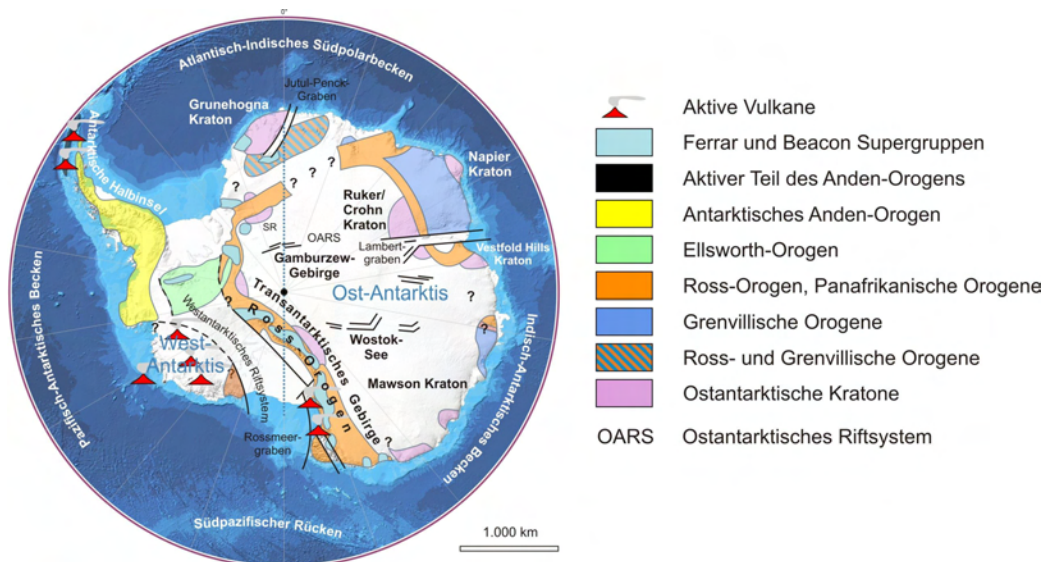 0°
Atlantisch-Indisches Südpolarbecken
Jutul-Penck-
Graben
Grunehogna
Kraton
Antarktische Halbinsel
Napier
Kraton
?
?
?
?
Ruker/
Crohn
Kraton
SR
OARS
Lambert-
graben
Vestfold Hills
Kraton
Gamburzew-
Gebirge
Ost-Antarktis
?
?
?
Transantarktisches Gebirge
Ross-Orogen
Westantarktisches Riftsystem
?
West-
Antarktis
Wostok-
See
Mawson Kraton
?
Rossmeer-
graben
Pazifisch-Antarktisches Becken
Indisch-Antarktisches Becken
Südpazifischer Rücken
1.000 km
Aktive Vulkane
Ferrar und Beacon Supergruppen
Aktiver Teil des Anden-Orogens
Antarktisches Anden-Orogen
Ellsworth-Orogen
Ross-Orogen, Panafrikanische Orogene
Grenvillische Orogene
Ross- und Grenvillische Orogene
Ostantarktische Kratone
OARS Ostantarktisches Riftsystem